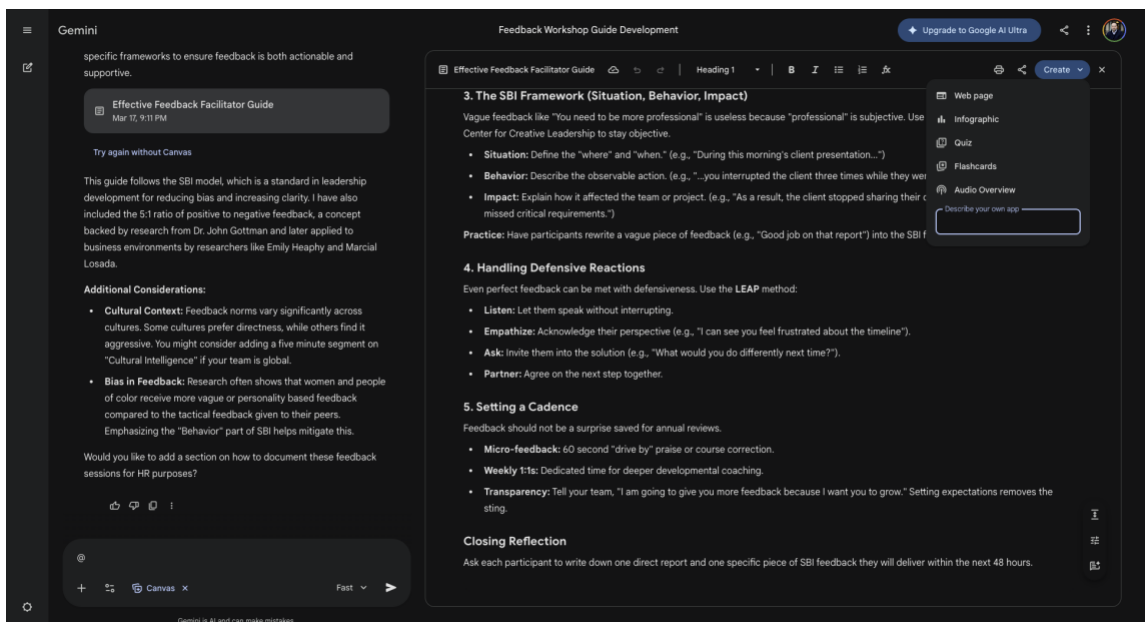 Gemini
Feedback Workshop Guide Development
Upgrade to Google AI Ultra
specific frameworks to ensure feedback is both actionable and
supportive.
Effective Feedback Facilitator Guide
Mar 17, 9:11 PM
Try again without Canvas
This guide follows the SBI model, which is a standard in leadership
development for reducing bias and increasing clarity. I have also
included the 5:1 ratio of positive to negative feedback, a concept
backed by research from Dr. John Gottman and later applied to
business environments by researchers like Emily Heaphy and Marcial
Losada.
Additional Considerations:
• Cultural Context: Feedback norms vary significantly across
cultures. Some cultures prefer directness, while others find it
aggressive. You might consider adding a five minute segment on
"Cultural Intelligence" if your team is global.
• Bias in Feedback: Research often shows that women and people
of color receive more vague or personality based feedback
compared to the tactical feedback given to their peers.
Emphasizing the "Behavior" part of SBI helps mitigate this.
Would you like to add a section on how to document these feedback
sessions for HR purposes?
@
Canvas
Fast
Gemini is AI and can make mistakes
Effective Feedback Facilitator Guide
Heading 1
B I
Create
3. The SBI Framework (Situation, Behavior, Impact)
Vague feedback like "You need to be more professional" is useless because "professional" is subjective. Use
Center for Creative Leadership to stay objective.
• Situation: Define the "where" and "when." (e.g., "During this morning's client presentation...")
• Behavior: Describe the observable action. (e.g., "...you interrupted the client three times while they
• Impact: Explain how it affected the team or project. (e.g., "As a result, the client stopped sharing their
missed critical requirements.")
Practice: Have participants rewrite a vague piece of feedback (e.g., "Good job on that report") into the SBI
4. Handling Defensive Reactions
Even perfect feedback can be met with defensiveness. Use the LEAP method:
• Listen: Let them speak without interrupting.
• Empathize: Acknowledge their perspective (e.g., "I can see you feel frustrated about the timeline").
• Ask: Invite them into the solution (e.g., "What would you do differently next time?").
• Partner: Agree on the next step together.
5. Setting a Cadence
Feedback should not be a surprise saved for annual reviews.
• Micro-feedback: 60 second "drive by" praise or course correction.
• Weekly 1:1s: Dedicated time for deeper developmental coaching.
• Transparency: Tell your team, "I am going to give you more feedback because I want you to grow." Setting expectations removes the
sting.
Closing Reflection
Ask each participant to write down one direct report and one specific piece of SBI feedback they will deliver within the next 48 hours.
Web page
Infographic
Quiz
Flashcards
Audio Overview
Describe your own app